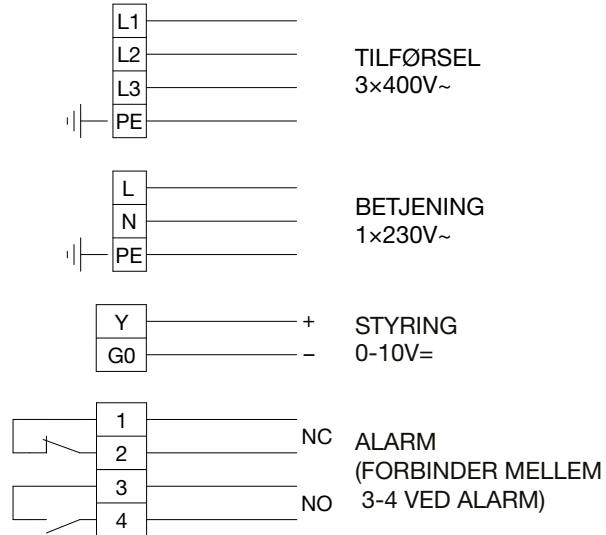 L1
L2
L3
PE
TILFØRSEL
3×400V~
L
N
PE
BETJENING
1×230V~
Y +
G0 –
STYRING
0-10V=
1
2
NC
3
4
NO
ALARM
(FORBINDER MELLEM
3-4 VED ALARM)